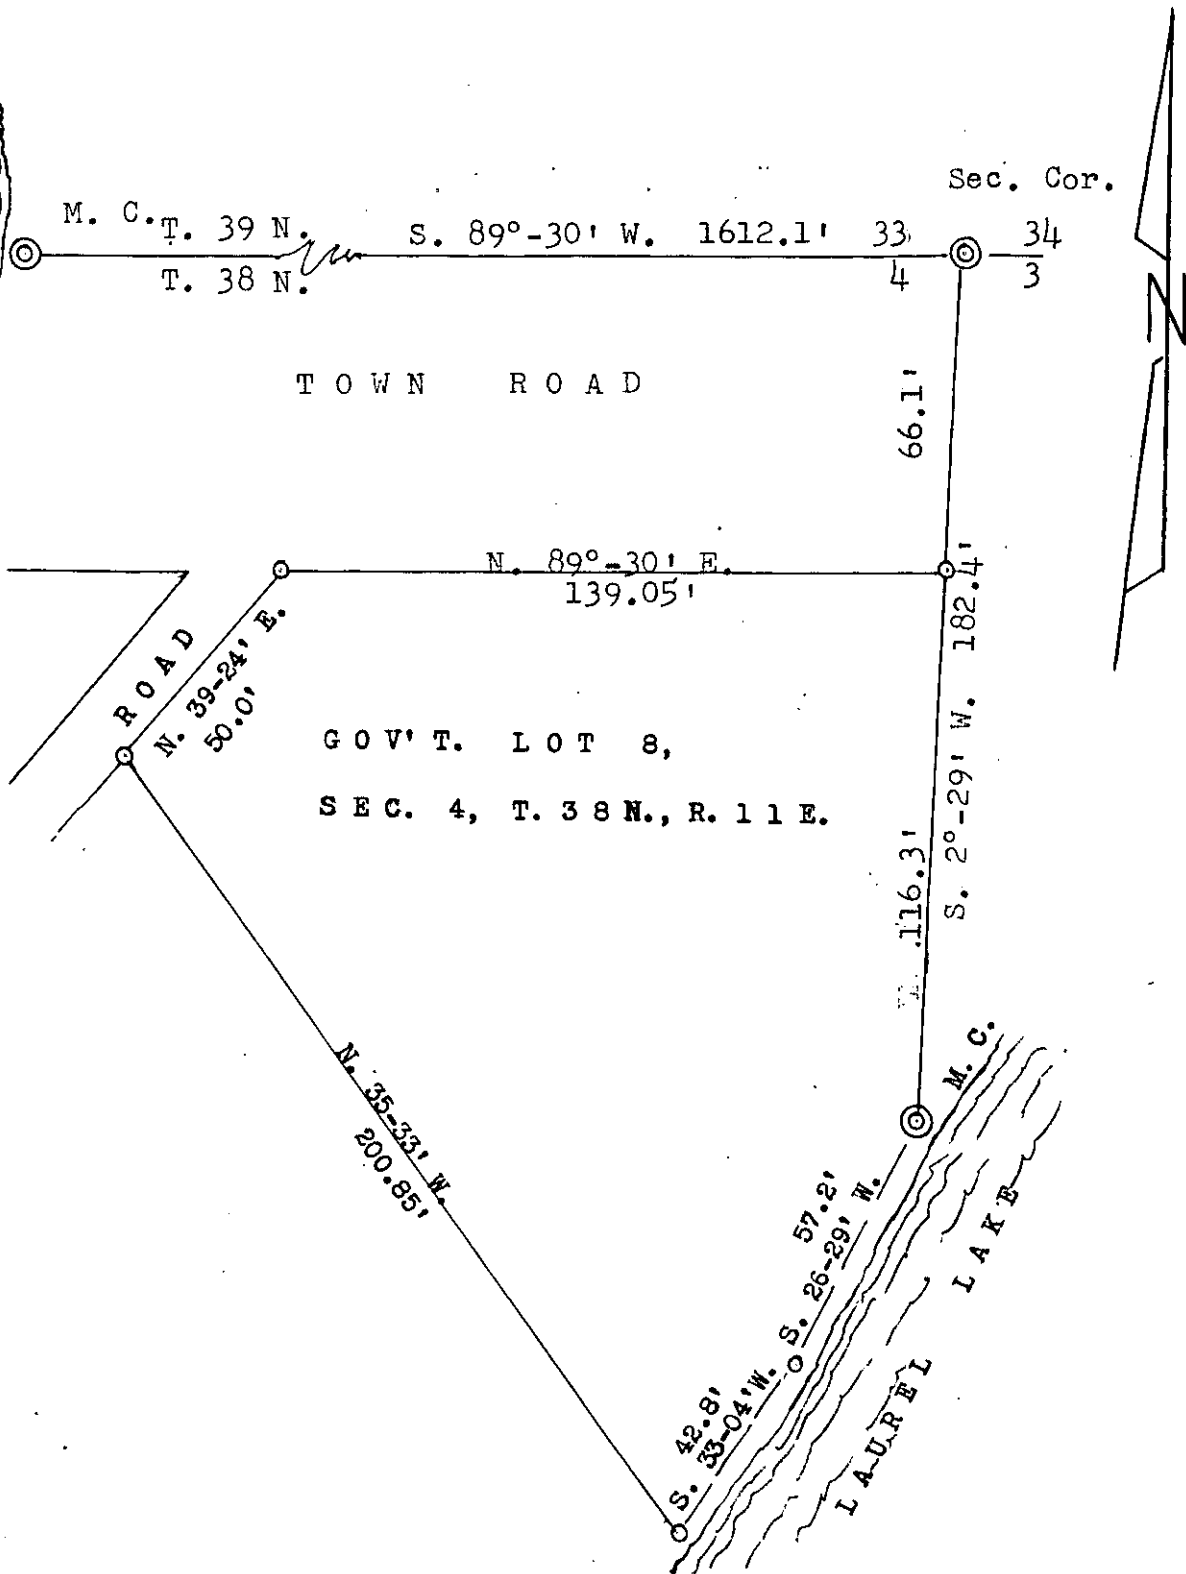 Sec. Cor.
M. C.
T. 39 N.
S. 89°-30' W. 1612.1'
33
34
T. 38 N.
4
3
N
TOWN ROAD
66.1'
N. 89°-30' E.
139.05'
182.4'
S. 2°-29' W.
ROAD
N. 39-24' E.
50.0'
GOV'T. LOT 8,
SEC. 4, T. 38 N., R. 11 E.
116.3'
M. C.
N. 35-33' W.
200.85'
57.2'
S. 26-29' W.
42.8'
S. 33-04' W.
LAUREL LAKE